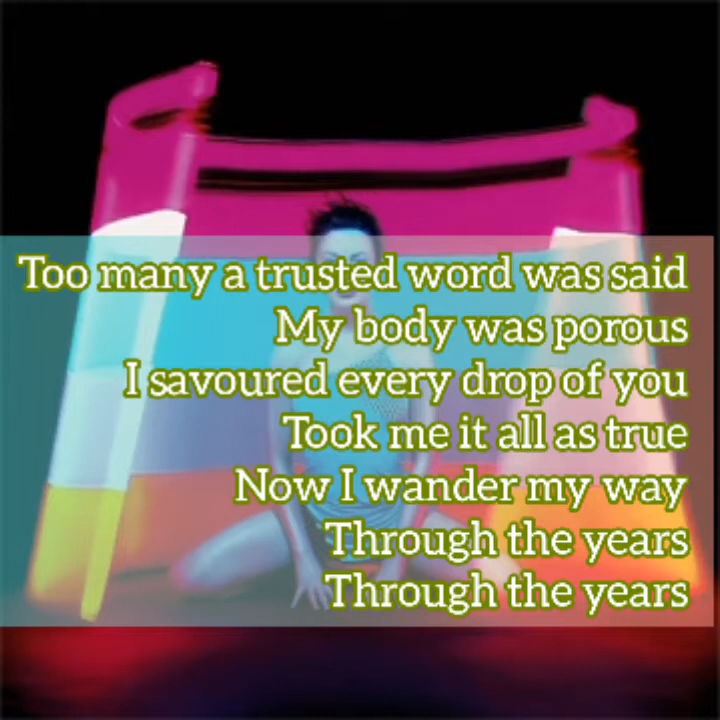 Too many a trusted word was said
My body was porous
I savoured every drop of you
Took me it all as true
Now I wander my way
Through the years
Through the years